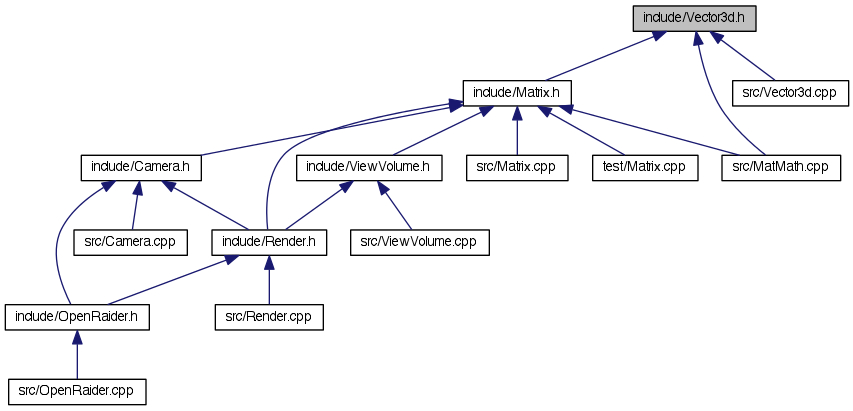 include/Vector3d.h
include/Matrix.h
src/Vector3d.cpp
include/Camera.h
include/ViewVolume.h
src/Matrix.cpp
test/Matrix.cpp
src/MatMath.cpp
src/Camera.cpp
include/Render.h
src/ViewVolume.cpp
include/OpenRaider.h
src/Render.cpp
src/OpenRaider.cpp